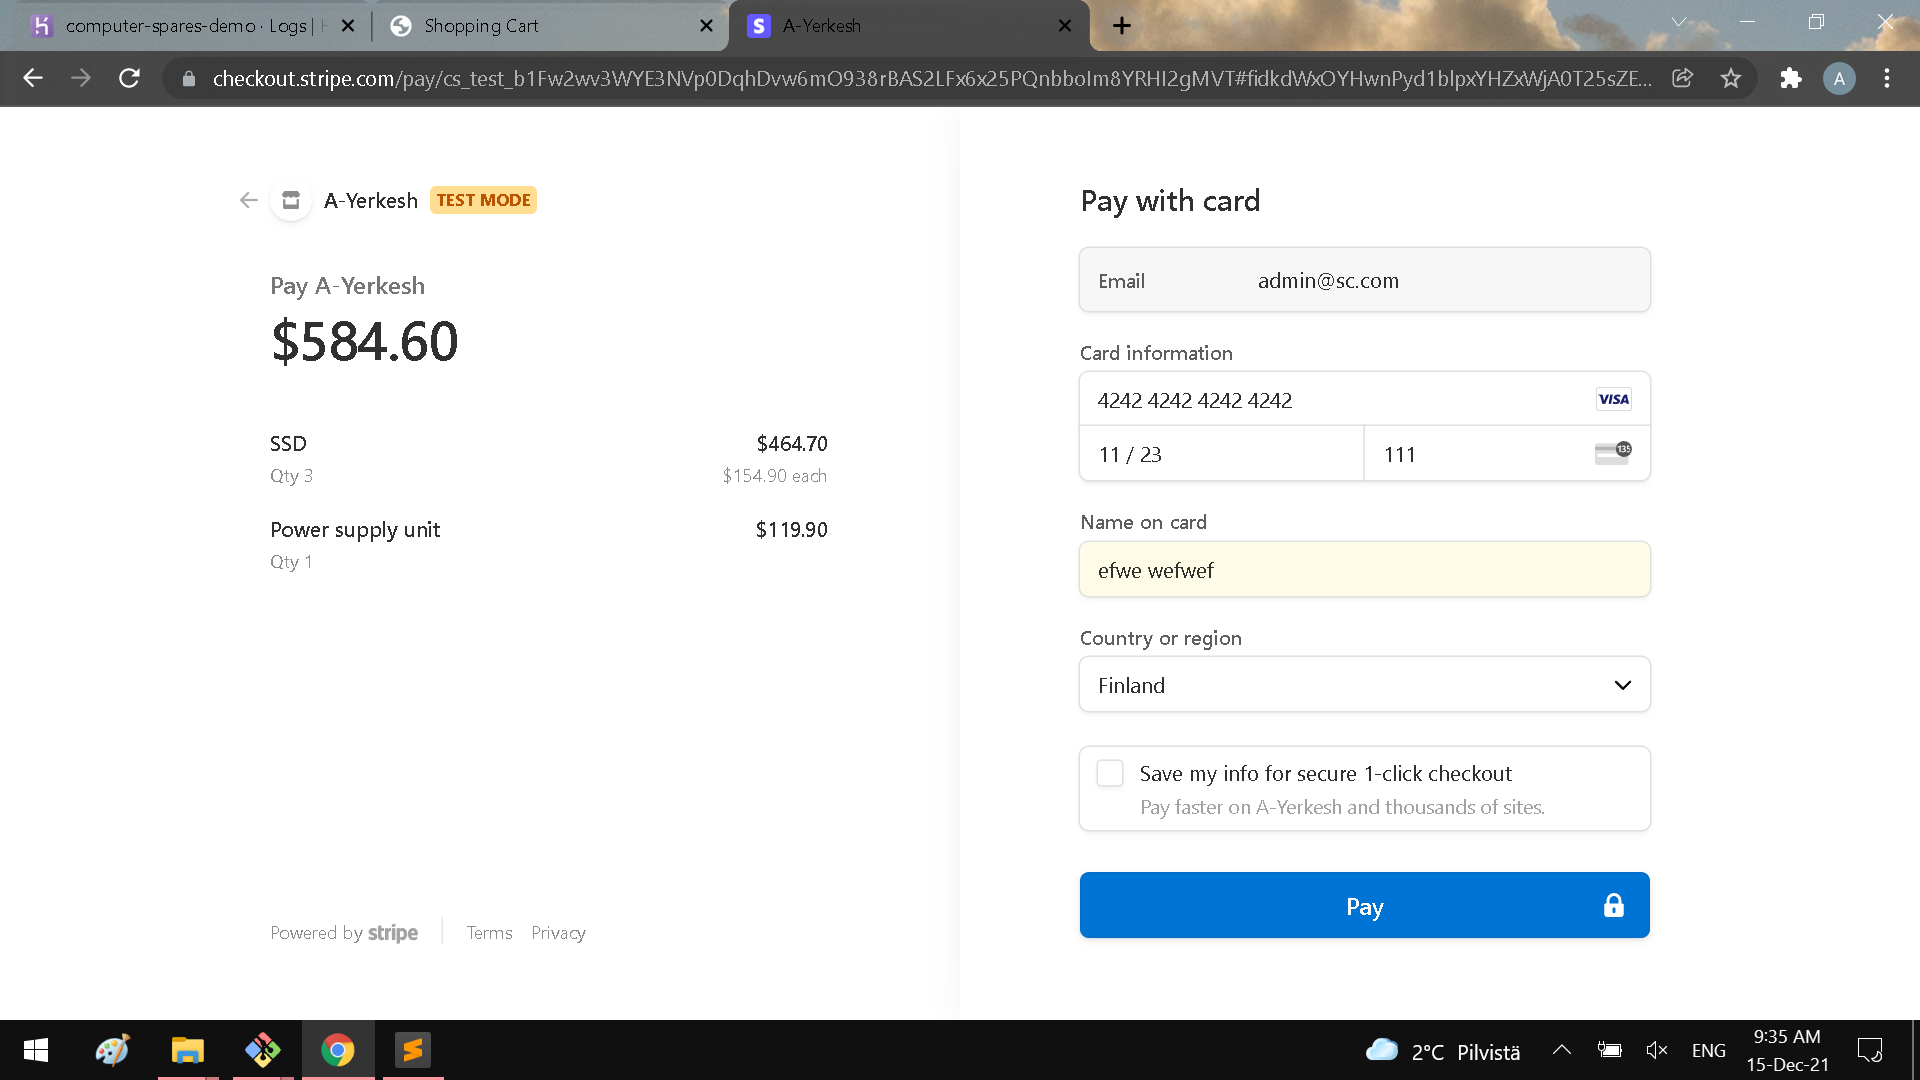 computer-spares-demo · Logs |
Shopping Cart
A-Yerkesh
checkout.stripe.com/pay/cs_test_b1Fw2wv3WYE3NVp0DqhDvw6mO938rBAS2LFx6x25PQnbboIm8YRHI2gMVT#fidkdWxOYHwnPyd1blpxYHZxWjA0T25sZE...
A
A-Yerkesh
TEST MODE
Pay A-Yerkesh
$584.60
SSD $464.70
Qty 3 $154.90 each
Power supply unit $119.90
Qty 1
Powered by stripe
Terms Privacy
Pay with card
Email admin@sc.com
Card information
4242 4242 4242 4242 VISA
11 / 23 111 135
Name on card
efwe wefwef
Country or region
Finland
Save my info for secure 1-click checkout
Pay faster on A-Yerkesh and thousands of sites.
Pay
2°C Pilvistä
ENG
9:35 AM
15-Dec-21